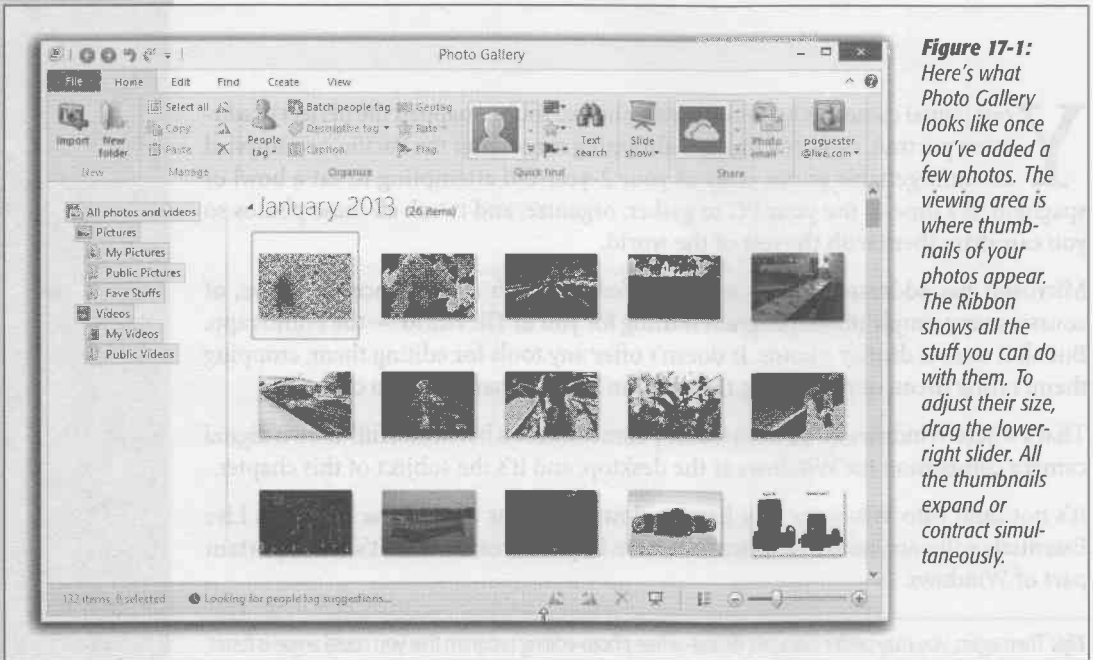 Photo Gallery
File Home Edit Find Create View
Select all
Batch people tag
Geotag
Copy
Descriptive tag
Rate
Import
New folder
Paste
People tag
Caption
Flag
Text search
Slide show
Photo email
poguester@live.com
New
Manage
Organize
Quick find
Share
All photos and videos
Pictures
My Pictures
Public Pictures
Fave Stuffs
Videos
My Videos
Public Videos
January 2013 (26 items)
132 items, 0 selected
Looking for people tag suggestions...
Figure 17-1:
Here's what
Photo Gallery
looks like once
you've added a
few photos. The
viewing area is
where thumb-
nails of your
photos appear.
The Ribbon
shows all the
stuff you can do
with them. To
adjust their size,
drag the lower-
right slider. All
the thumbnails
expand or
contract simul-
taneously.